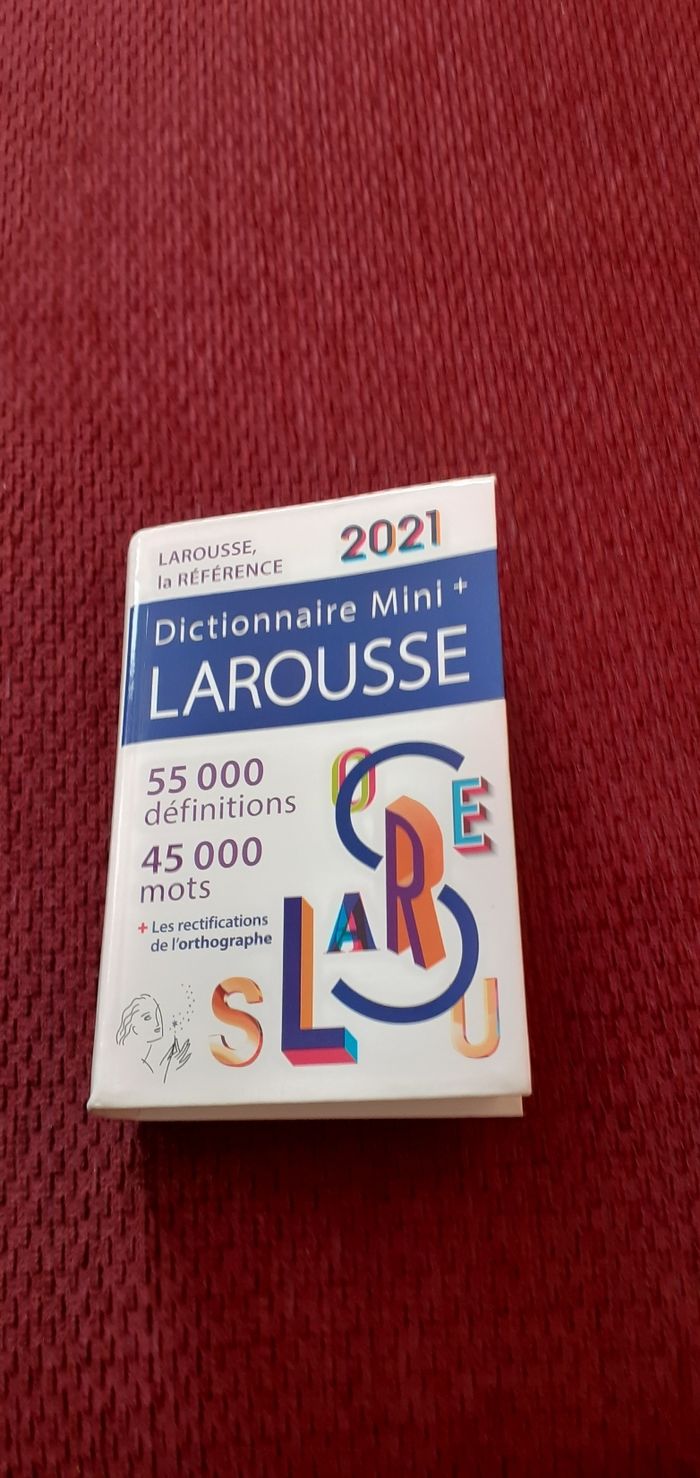 LAROUSSE,
la RÉFÉRENCE
2021
Dictionnaire Mini +
LAROUSSE
55 000
définitions
45 000
mots
+ Les rectifications
de l'orthographe
O
S
E
R
A
L
S
U